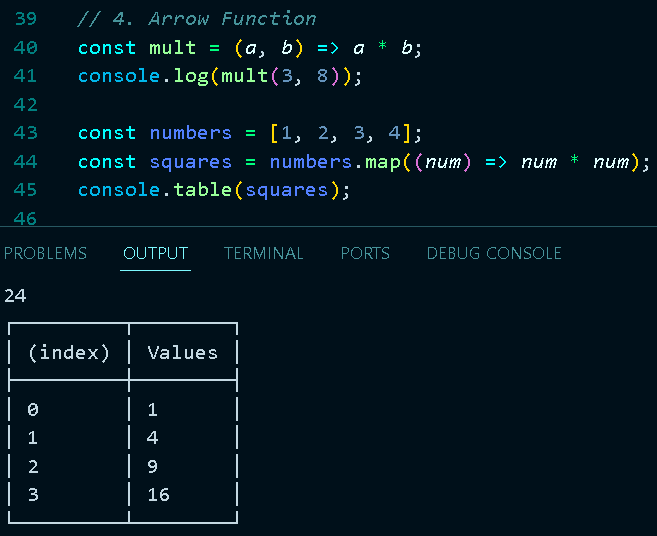 39 // 4. Arrow Function
40 const mult = (a, b) => a * b;
41 console.log(mult(3, 8));
42
43 const numbers = [1, 2, 3, 4];
44 const squares = numbers.map((num) => num * num);
45 console.table(squares);
46
PROBLEMS OUTPUT TERMINAL PORTS DEBUG CONSOLE
24
(index) Values
0 1
1 4
2 9
3 16